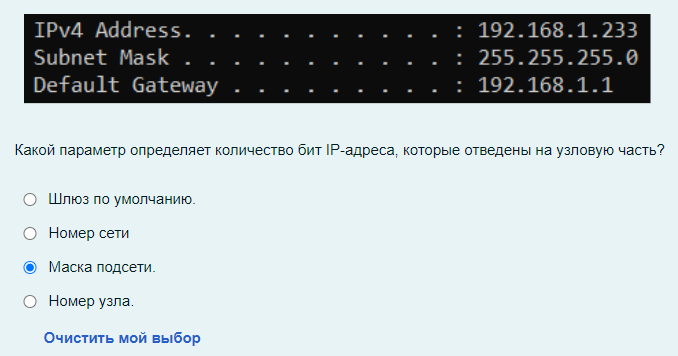 IPv4 Address. . . . . . . . . . . : 192.168.1.233
Subnet Mask . . . . . . . . . . . : 255.255.255.0
Default Gateway . . . . . . . . . : 192.168.1.1
Какой параметр определяет количество бит IP-адреса, которые отведены на узловую часть?
Шлюз по умолчанию.
Номер сети
Маска подсети.
Номер узла.
Очистить мой выбор